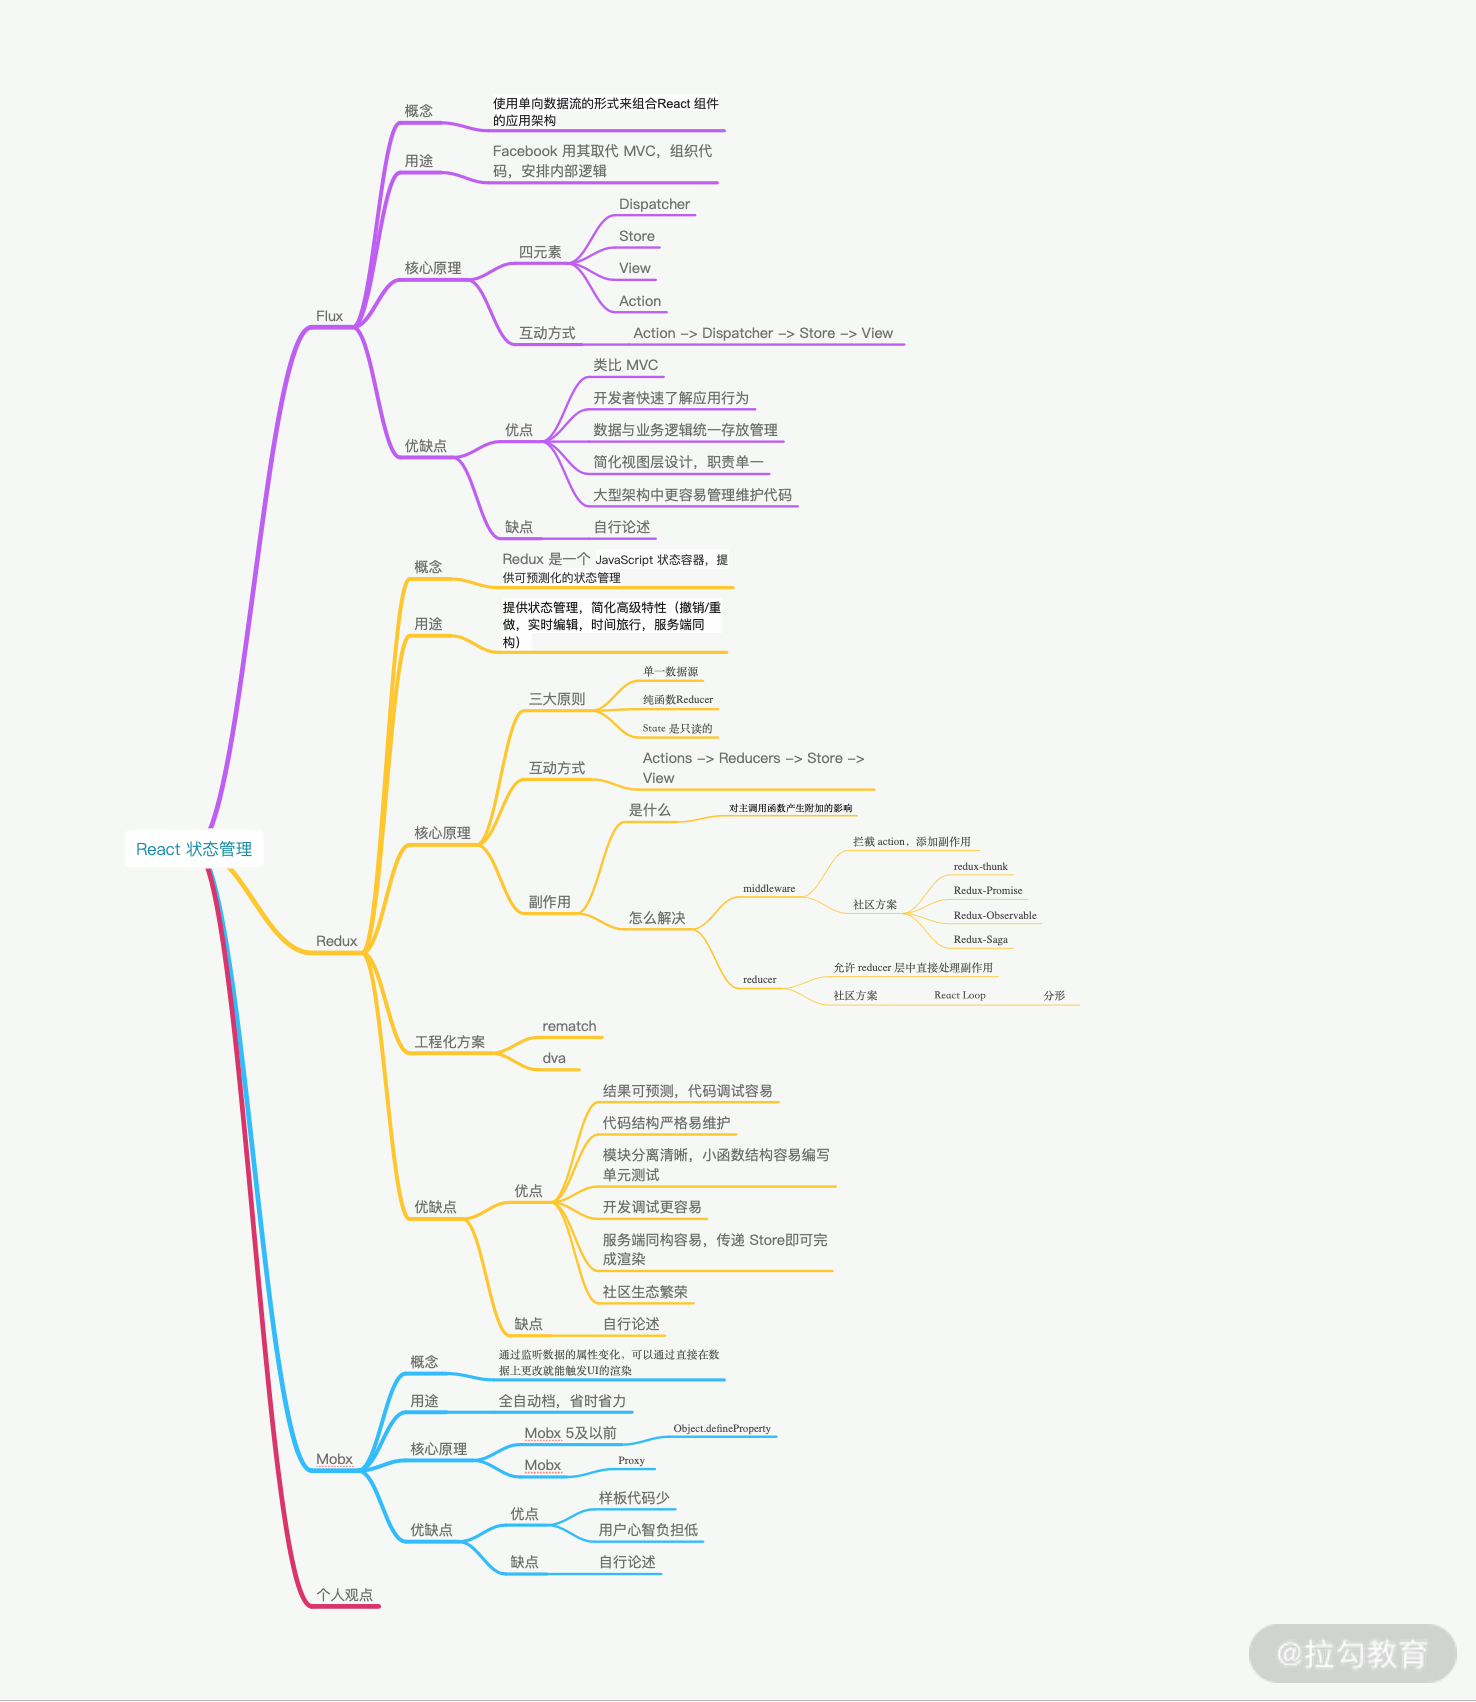 概念
使用单向数据流的形式来组合React 组件
的应用架构
用途
Facebook 用其取代 MVC，组织代
码，安排内部逻辑
Dispatcher
Store
四元素
View
核心原理
Action
Flux
互动方式
Action -> Dispatcher -> Store -> View
类比 MVC
开发者快速了解应用行为
优点
数据与业务逻辑统一存放管理
优缺点
简化视图层设计，职责单一
大型架构中更容易管理维护代码
缺点
自行论述
概念
Redux 是一个 JavaScript 状态容器，提
供可预测化的状态管理
用途
提供状态管理，简化高级特性（撤销/重
做，实时编辑，时间旅行，服务端同
构）
单一数据源
三大原则
纯函数Reducer
State 是只读的
互动方式
Actions -> Reducers -> Store ->
View
是什么
对主调用函数产生附加的影响
核心原理
拦截 action，添加副作用
React 状态管理
redux-thunk
middleware
Redux-Promise
社区方案
副作用
Redux-Observable
怎么解决
Redux-Saga
Redux
允许 reducer 层中直接处理副作用
reducer
社区方案
React Loop
分形
rematch
工程化方案
dva
结果可预测，代码调试容易
代码结构严格易维护
模块分离清晰，小函数结构容易编写
单元测试
优点
优缺点
开发调试更容易
服务端同构容易，传递 Store即可完
成渲染
社区生态繁荣
缺点
自行论述
概念
通过监听数据的属性变化，可以通过直接在数
据上更改就能触发UI的渲染
用途
全自动档，省时省力
Mobx 5及以前
Object.defineProperty
核心原理
Mobx
Mobx
Proxy
样板代码少
优点
优缺点
用户心智负担低
缺点
自行论述
个人观点
@拉勾教育